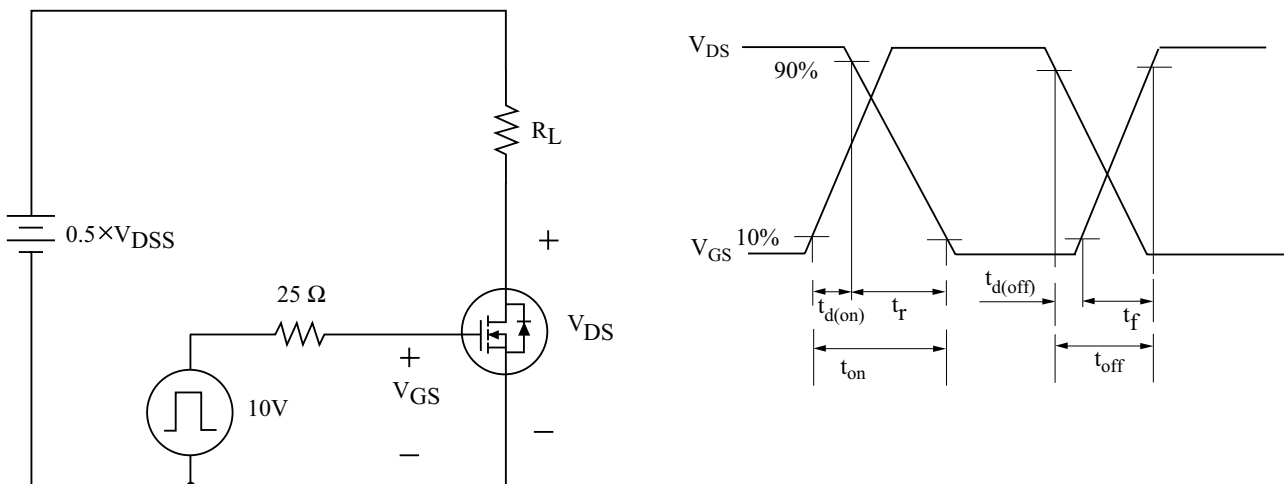 R_L
0.5×V_DSS
+
25 Ω
V_DS
+
V_GS
10V
−
−
V_DS
90%
10%
V_GS
t_d(on)
t_r
t_d(off)
t_f
t_on
t_off